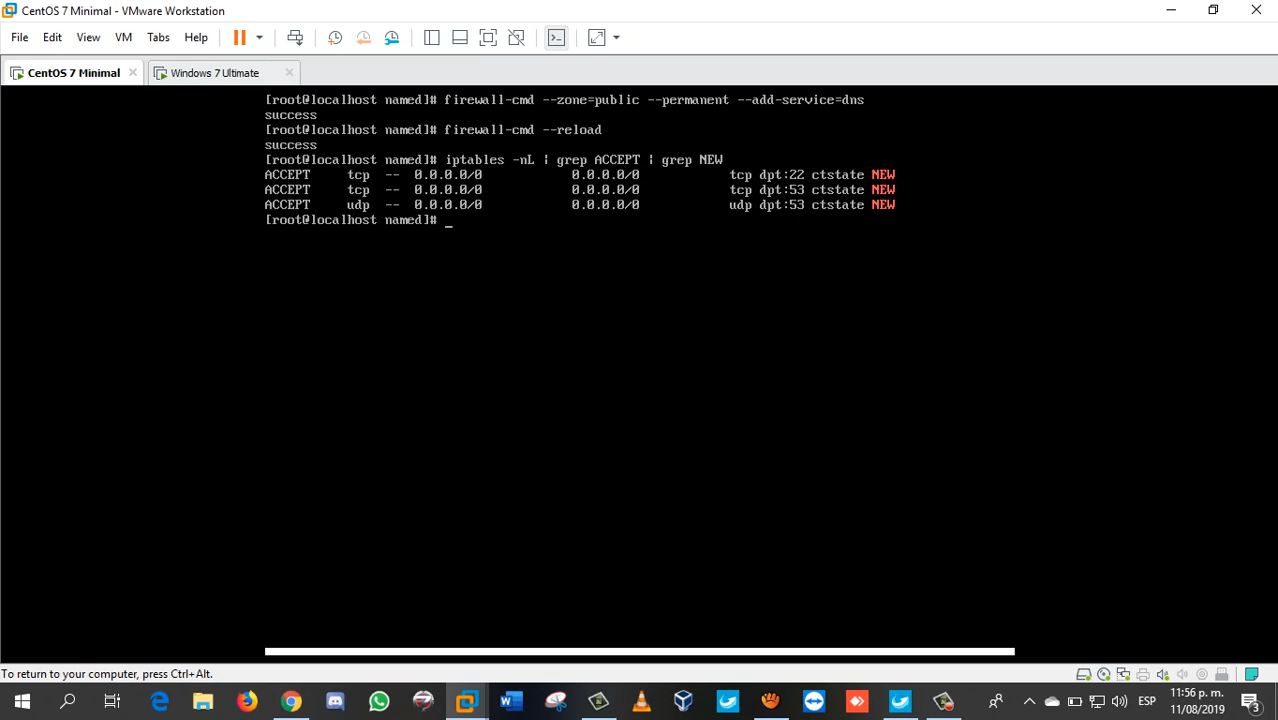 CentOS 7 Minimal - VMware Workstation
File Edit View VM Tabs Help
CentOS 7 Minimal Windows 7 Ultimate
[root@localhost named]# firewall-cmd --zone=public --permanent --add-service=dns
success
[root@localhost named]# firewall-cmd --reload
success
[root@localhost named]# iptables -nL | grep ACCEPT | grep NEW
ACCEPT tcp -- 0.0.0.0/0 0.0.0.0/0 tcp dpt:22 ctstate NEW
ACCEPT tcp -- 0.0.0.0/0 0.0.0.0/0 tcp dpt:53 ctstate NEW
ACCEPT udp -- 0.0.0.0/0 0.0.0.0/0 udp dpt:53 ctstate NEW
[root@localhost named]# _
To return to your computer, press Ctrl+Alt.
ESP
11:56 p. m.
11/08/2019
3